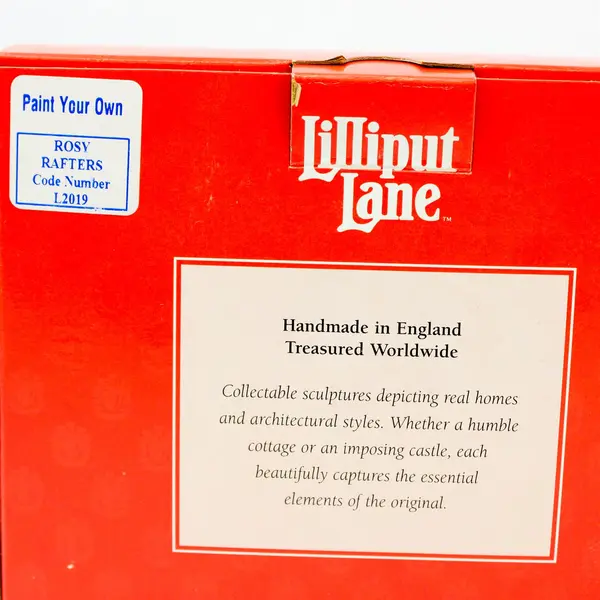 Paint Your Own
ROSY
RAFTERS
Code Number
L2019
Lilliput
Lane™
Handmade in England
Treasured Worldwide
Collectable sculptures depicting real homes
and architectural styles. Whether a humble
cottage or an imposing castle, each
beautifully captures the essential
elements of the original.